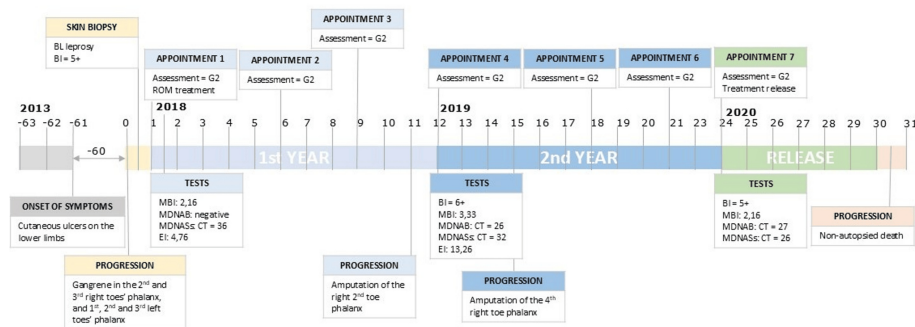 SKIN BIOPSY
BL leprosy
BI = 5+
APPOINTMENT 1
Assessment = G2
ROM treatment
APPOINTMENT 2
Assessment = G2
APPOINTMENT 3
Assessment = G2
APPOINTMENT 4
Assessment = G2
APPOINTMENT 5
Assessment = G2
APPOINTMENT 6
Assessment = G2
APPOINTMENT 7
Assessment = G2
Treatment release
2013 2018 2019 2020
-63 -62 -61 0 1 2 3 4 5 6 7 8 9 10 11 12 13 14 15 16 17 18 19 20 21 22 23 24 25 26 27 28 29 30 31
-60 1st YEAR 2nd YEAR RELEASE
ONSET OF SYMPTOMS
Cutaneous ulcers on the
lower limbs
TESTS
MBI: 2,16
MDNAB: negative
MDNASs: CT = 36
EI: 4,76
TESTS
BI = 6+
MBI: 3,33
MDNAB: CT = 26
MDNASs: CT = 32
EI: 13,26
TESTS
BI = 5+
MBI: 2,16
MDNAB: CT = 27
MDNASs: CT = 26
PROGRESSION
Non-autopsied death
PROGRESSION
Gangrene in the 2nd and
3rd right toes' phalanx,
and 1st, 2nd and 3rd left
toes' phalanx
PROGRESSION
Amputation of the
right 2nd toe
phalanx
PROGRESSION
Amputation of the 4th
right toe phalanx